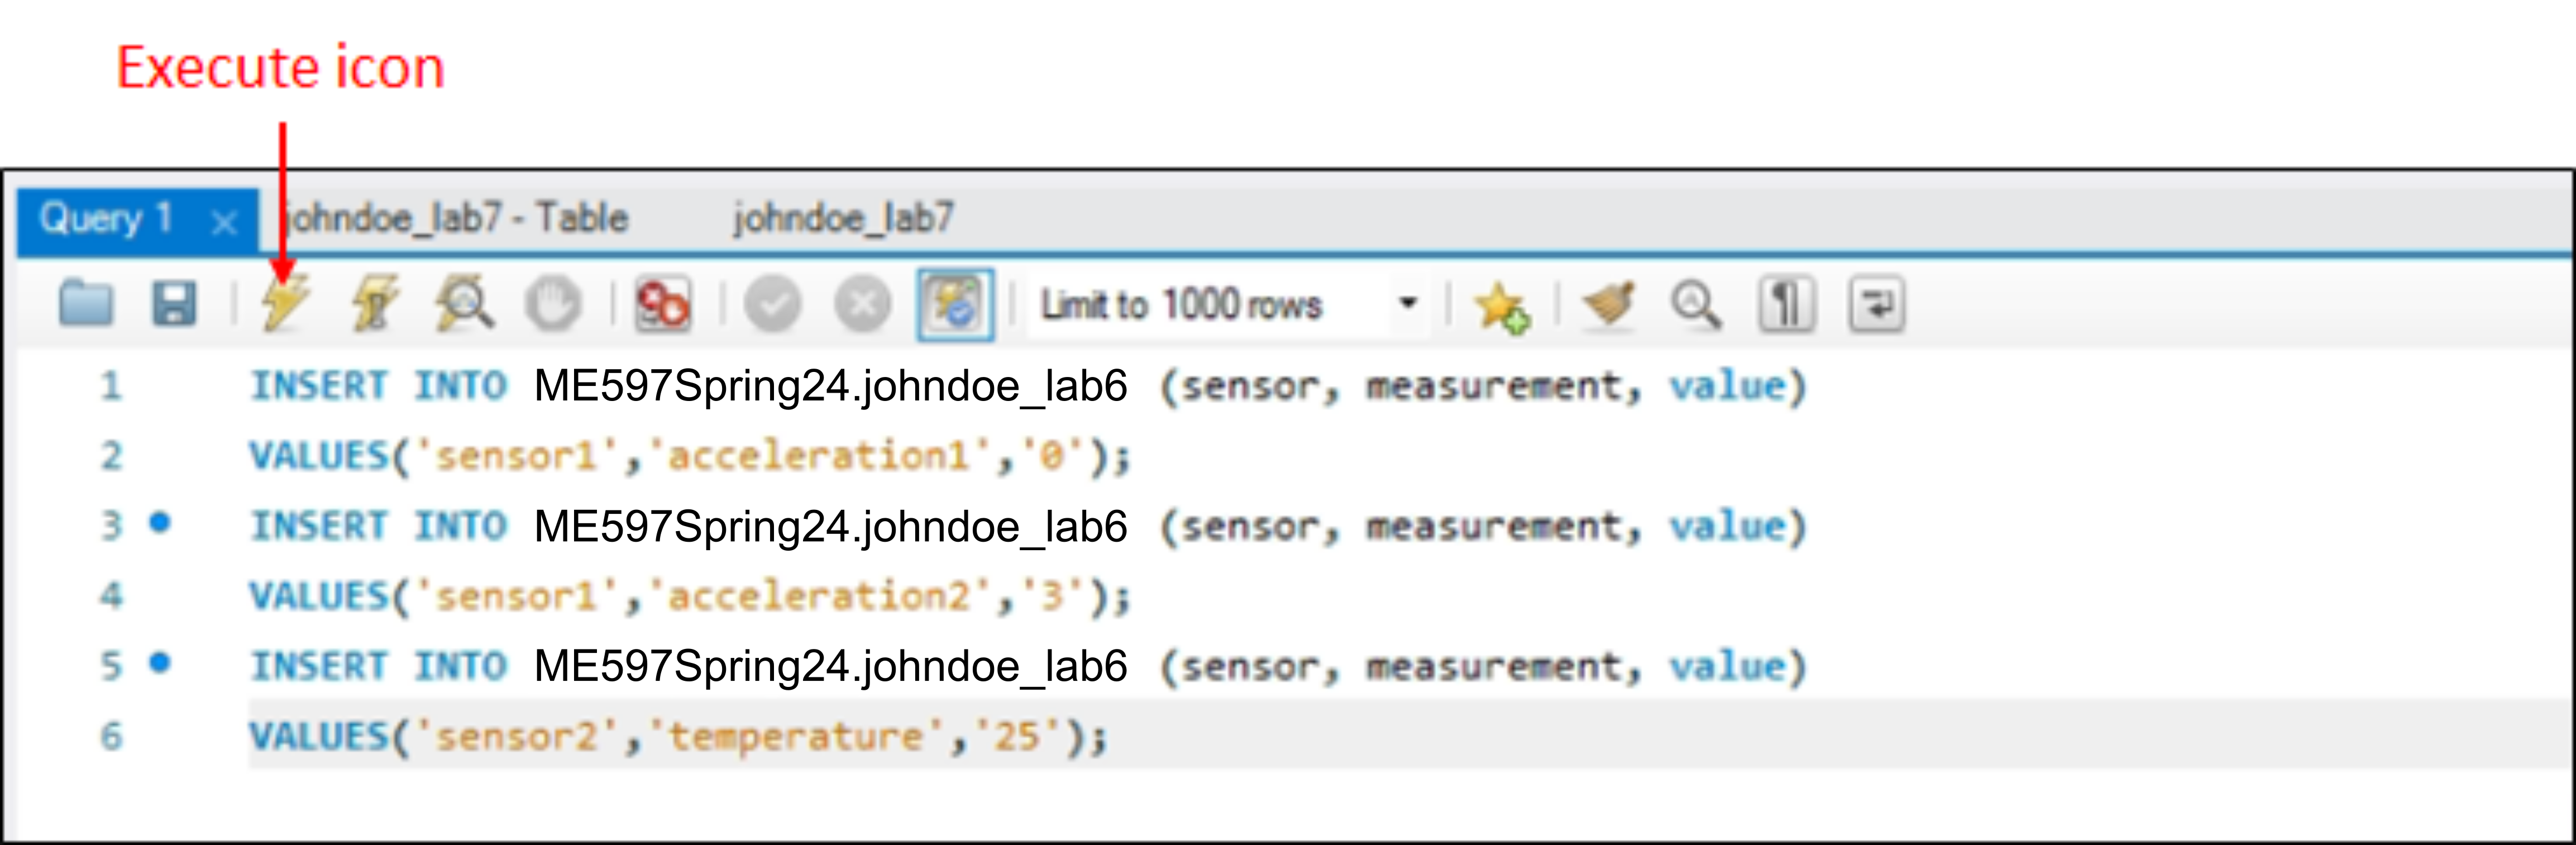 Execute icon
Query 1 × johndoe_lab7 - Table johndoe_lab7
Limit to 1000 rows
1 INSERT INTO ME597Spring24.johndoe_lab6 (sensor, measurement, value)
2 VALUES('sensor1','acceleration1','0');
3 INSERT INTO ME597Spring24.johndoe_lab6 (sensor, measurement, value)
4 VALUES('sensor1','acceleration2','3');
5 INSERT INTO ME597Spring24.johndoe_lab6 (sensor, measurement, value)
6 VALUES('sensor2','temperature','25');